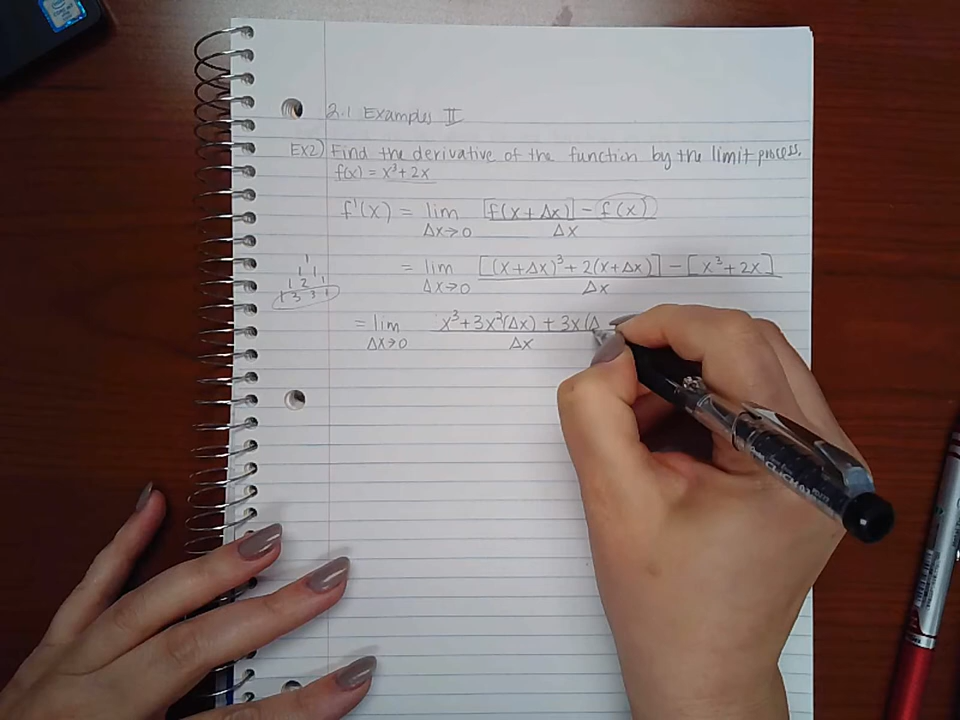 2.1 Examples II
EX2) Find the derivative of the function by the limit process.
f(x) = x³ + 2x
f'(x) = lim Δx→0 [f(x + Δx)] − f(x) / Δx
1
1 1
1 2 1
1 3 3 1
= lim Δx→0 [(x+Δx)³ + 2(x+Δx)] − [x³ + 2x] / Δx
= lim Δx→0 x³ + 3x²(Δx) + 3x(Δ / Δx